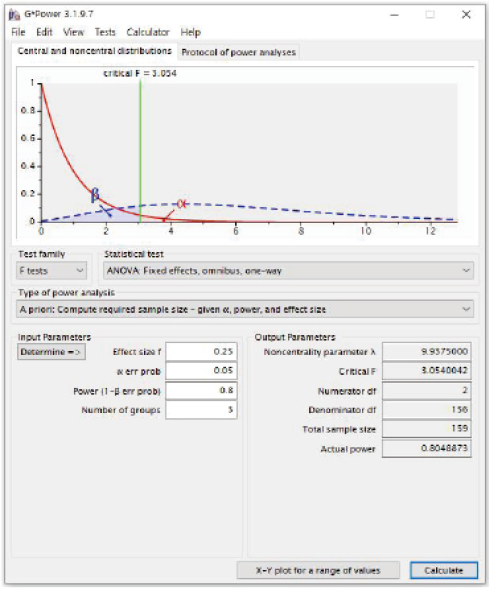 G*Power 3.1.9.7
File Edit View Tests Calculator Help
Central and noncentral distributions Protocol of power analyses
critical F = 3.054
1
0.8
0.6
0.4
0.2
0
β
α
0 2 4 6 8 10 12
Test family Statistical test
F tests ANOVA: Fixed effects, omnibus, one-way
Type of power analysis
A priori: Compute required sample size - given α, power, and effect size
Input Parameters Output Parameters
Determine => Effect size f 0.25 Noncentrality parameter λ 9.9375000
α err prob 0.05 Critical F 3.0540042
Power (1-β err prob) 0.8 Numerator df 2
Number of groups 3 Denominator df 156
Total sample size 159
Actual power 0.8048873
X-Y plot for a range of values Calculate